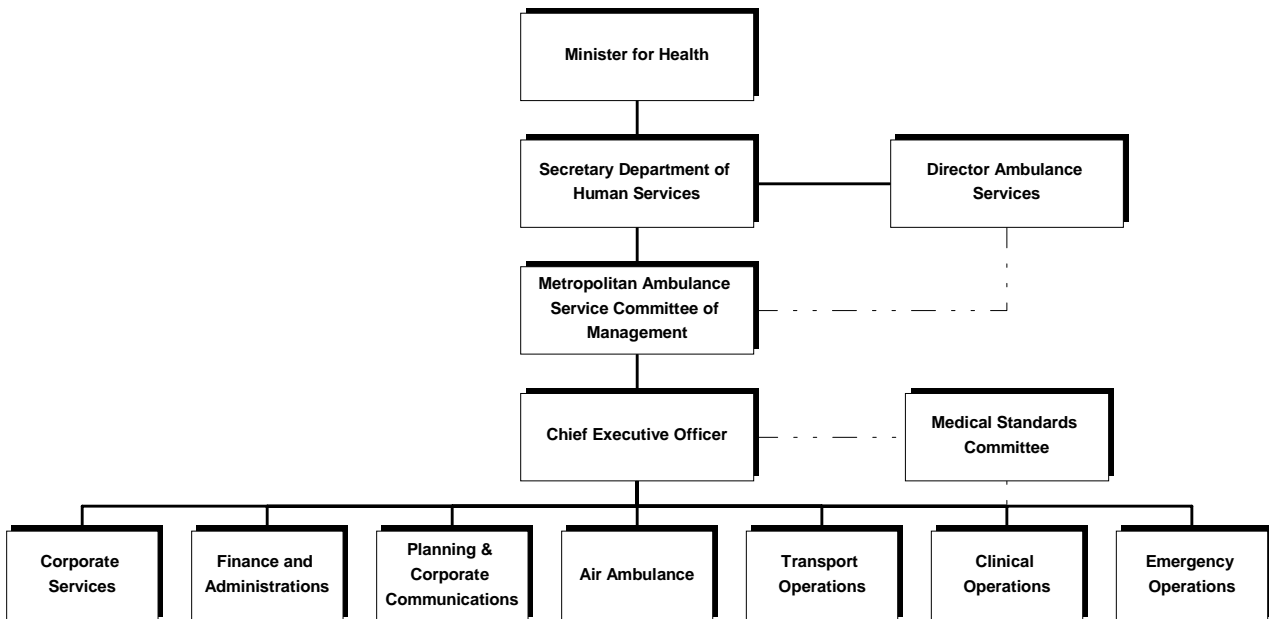 Minister for Health
Secretary Department of
Human Services
Director Ambulance
Services
Metropolitan Ambulance
Service Committee of
Management
Chief Executive Officer
Medical Standards
Committee
Corporate
Services
Finance and
Administrations
Planning &
Corporate
Communications
Air Ambulance
Transport
Operations
Clinical
Operations
Emergency
Operations